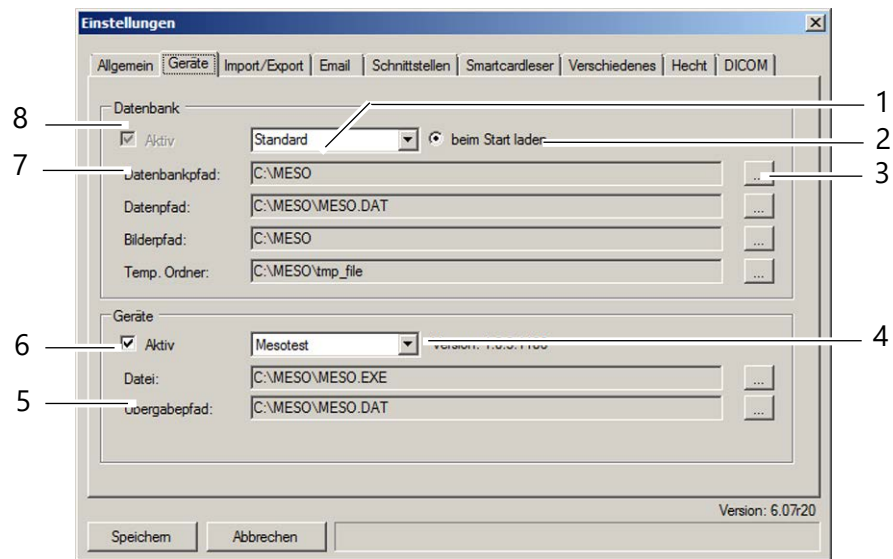 Einstellungen
Allgemein Geräte Import/Export Email Schnittstellen Smartcardleser Verschiedenes Hecht DICOM
Datenbank
1
8
Aktiv Standard beim Start laden
2
7
Datenbankpfad: C:\MESO ...
3
Datenpfad: C:\MESO\MESO.DAT ...
Bilderpfad: C:\MESO ...
Temp. Ordner: C:\MESO\tmp_file ...
Geräte
6
Aktiv Mesotest
4
Datei: C:\MESO\MESO.EXE ...
5
Übergabepfad: C:\MESO\MESO.DAT ...
Version: 6.07r20
Speichern Abbrechen